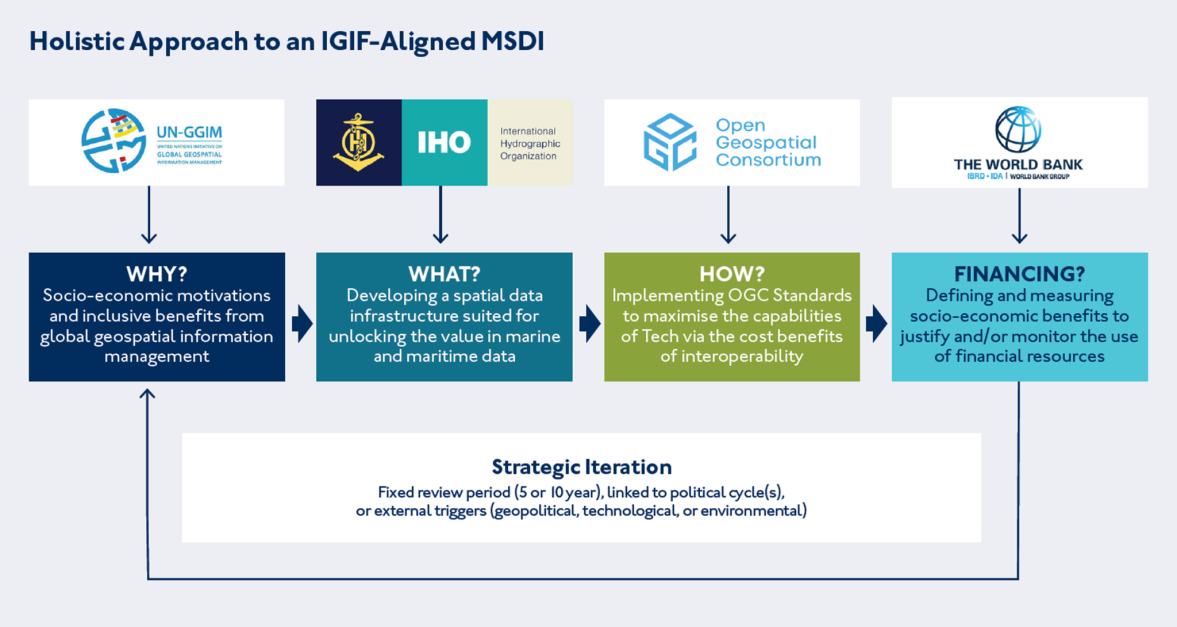 Holistic Approach to an IGIF-Aligned MSDI
UN-GGIM
UNITED NATIONS INITIATIVE ON
GLOBAL GEOSPATIAL
INFORMATION MANAGEMENT
IHO
International
Hydrographic
Organization
Open
Geospatial
Consortium
THE WORLD BANK
IBRD • IDA | WORLD BANK GROUP
WHY?
Socio-economic motivations
and inclusive benefits from
global geospatial information
management
WHAT?
Developing a spatial data
infrastructure suited for
unlocking the value in marine
and maritime data
HOW?
Implementing OGC Standards
to maximise the capabilities
of Tech via the cost benefits
of interoperability
FINANCING?
Defining and measuring
socio-economic benefits to
justify and/or monitor the use
of financial resources
Strategic Iteration
Fixed review period (5 or 10 year), linked to political cycle(s),
or external triggers (geopolitical, technological, or environmental)